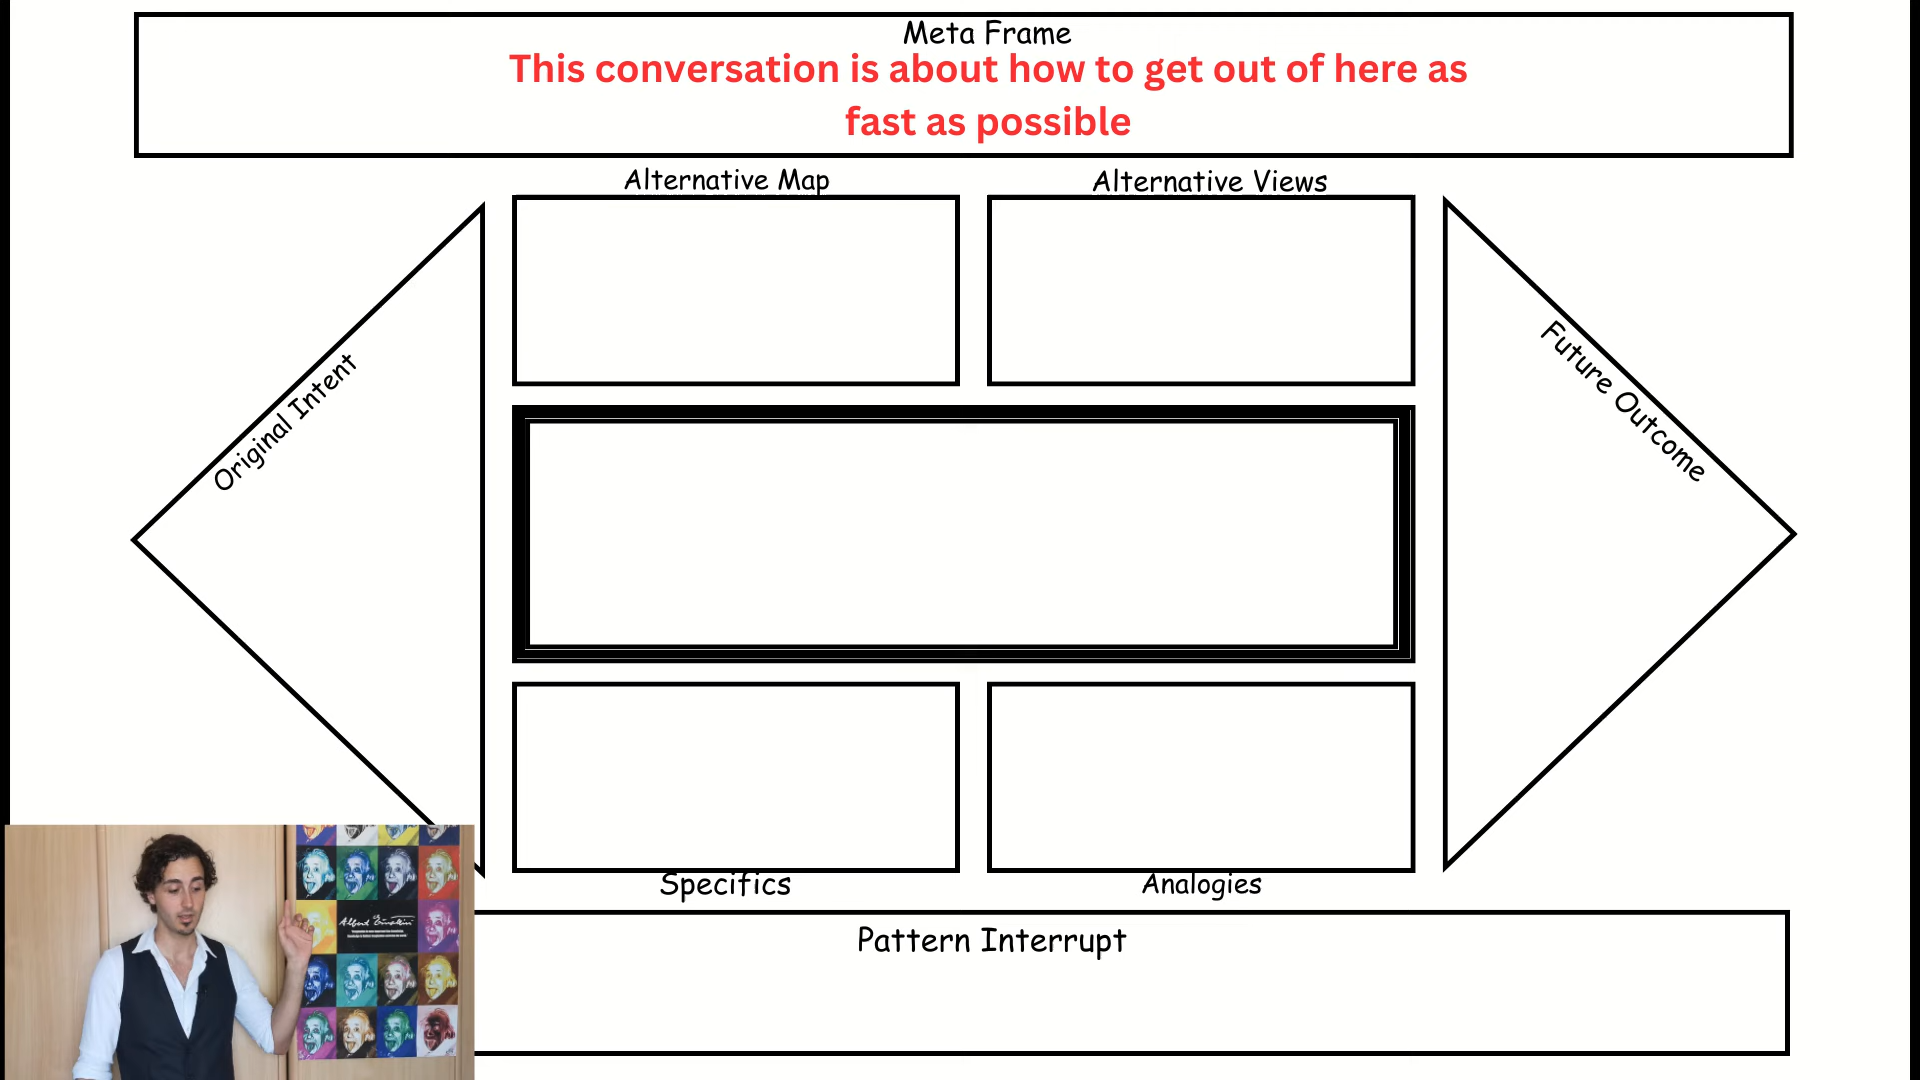 Meta Frame
This conversation is about how to get out of here as
fast as possible
Alternative Map
Alternative Views
Original Intent
Future Outcome
Specifics
Analogies
Pattern Interrupt
Albert Einstein